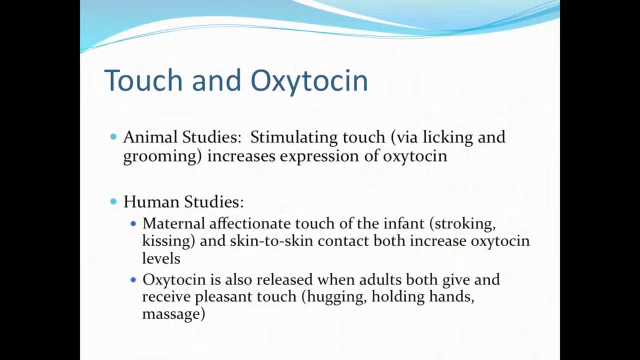 Touch and Oxytocin
• Animal Studies: Stimulating touch (via licking and
grooming) increases expression of oxytocin
• Human Studies:
• Maternal affectionate touch of the infant (stroking,
kissing) and skin-to-skin contact both increase oxytocin
levels
• Oxytocin is also released when adults both give and
receive pleasant touch (hugging, holding hands,
massage)